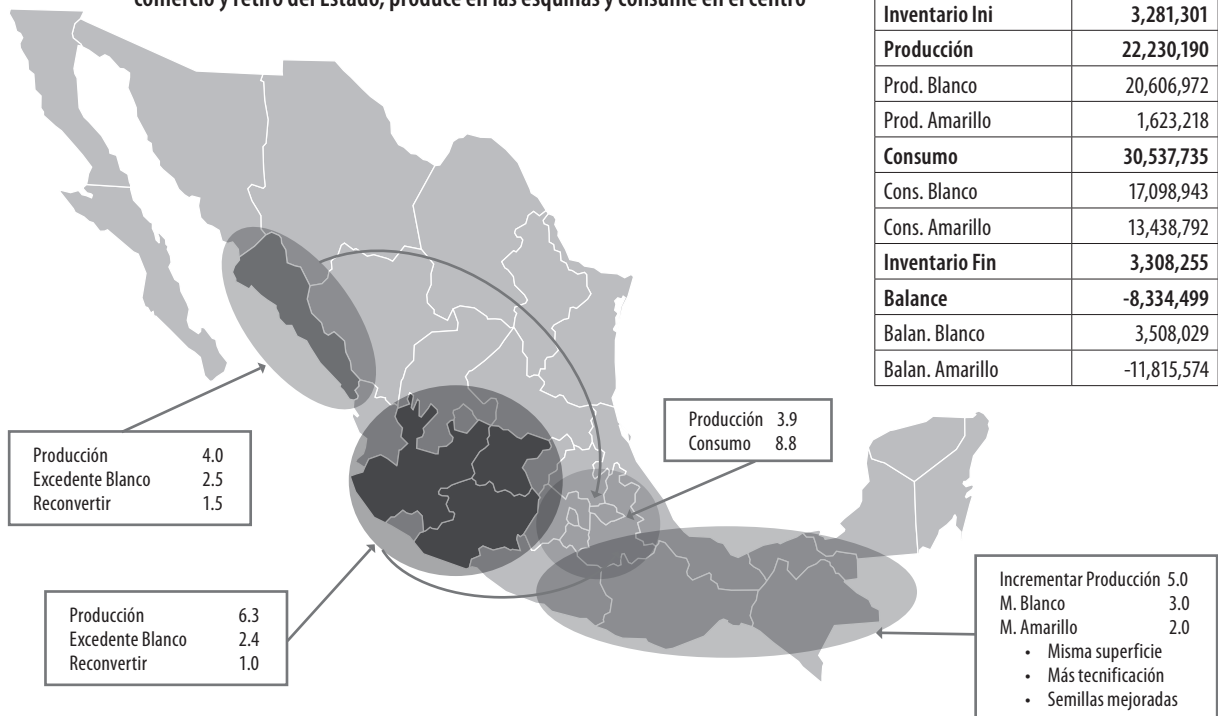 comercio y retiro del Estado, produce en las esquinas y consume en el centro
Inventario Ini 3,281,301
Producción 22,230,190
Prod. Blanco 20,606,972
Prod. Amarillo 1,623,218
Consumo 30,537,735
Cons. Blanco 17,098,943
Cons. Amarillo 13,438,792
Inventario Fin 3,308,255
Balance -8,334,499
Balan. Blanco 3,508,029
Balan. Amarillo -11,815,574
Producción 3.9
Consumo 8.8
Producción 4.0
Excedente Blanco 2.5
Reconvertir 1.5
Producción 6.3
Excedente Blanco 2.4
Reconvertir 1.0
Incrementar Producción 5.0
M. Blanco 3.0
M. Amarillo 2.0
• Misma superficie
• Más tecnificación
• Semillas mejoradas